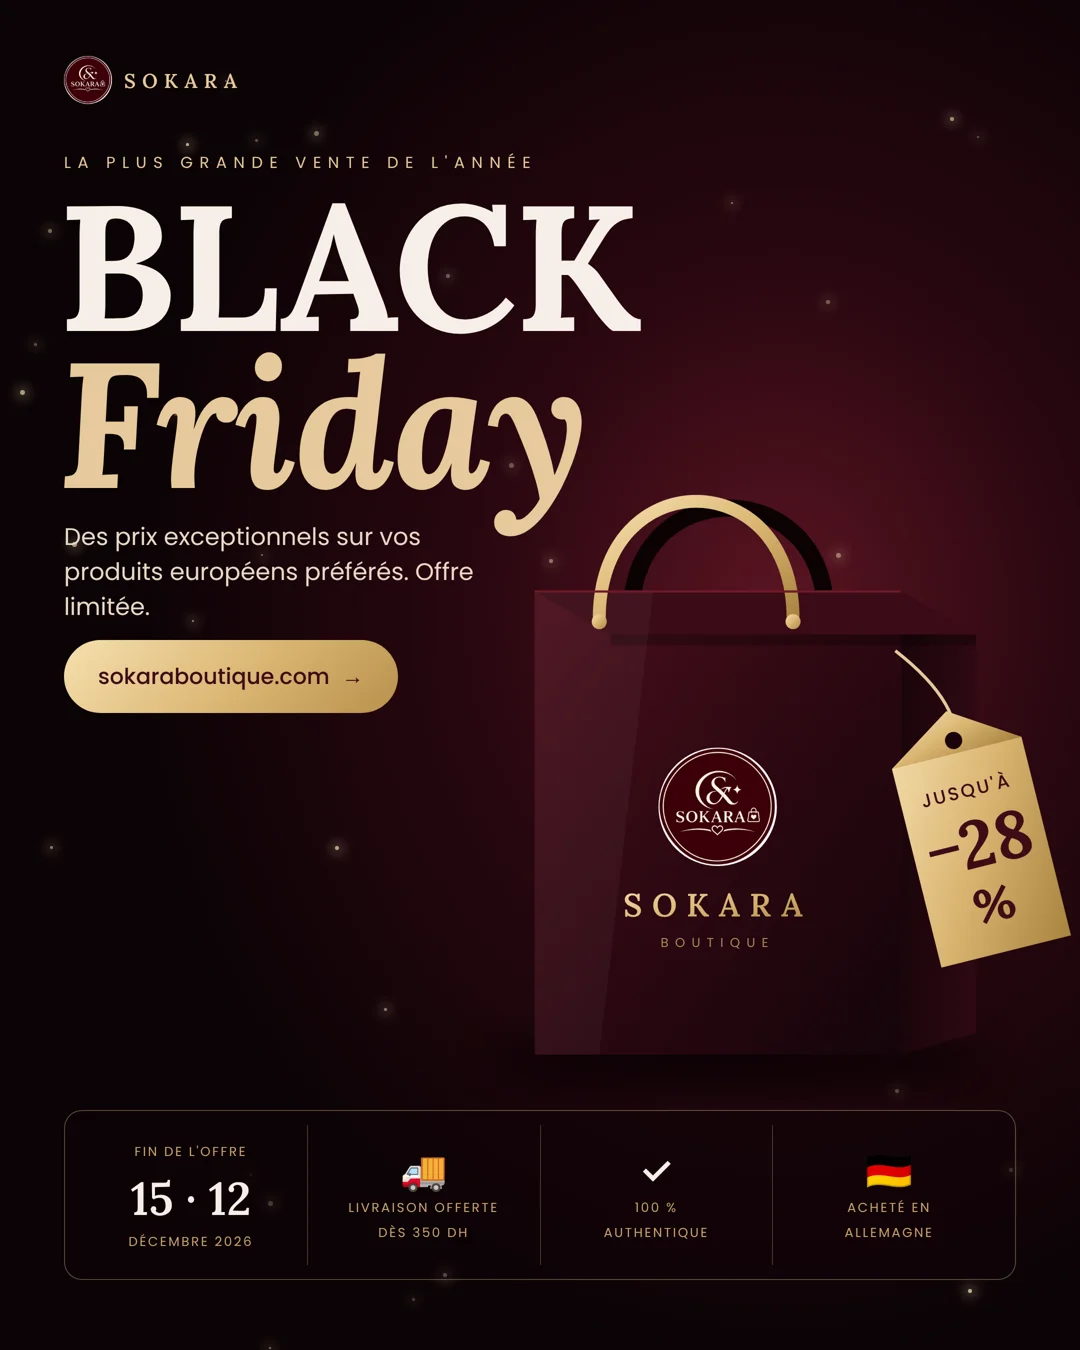 & SOKARA
SOKARA
LA PLUS GRANDE VENTE DE L'ANNÉE
BLACK
Friday
Des prix exceptionnels sur vos
produits européens préférés. Offre
limitée.
sokaraboutique.com →
JUSQU'À
–28
%
&
SOKARA
SOKARA
BOUTIQUE
FIN DE L'OFFRE
15 · 12
DÉCEMBRE 2026
LIVRAISON OFFERTE
DÈS 350 DH
100 %
AUTHENTIQUE
ACHETÉ EN
ALLEMAGNE